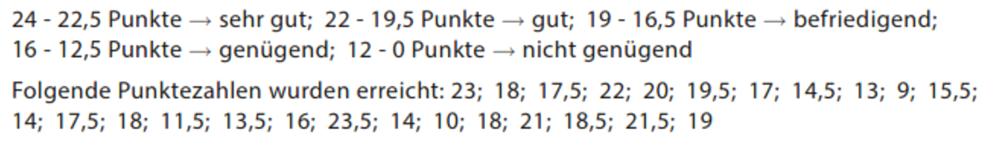 24 - 22,5 Punkte → sehr gut; 22 - 19,5 Punkte → gut; 19 - 16,5 Punkte → befriedigend;
16 - 12,5 Punkte → genügend; 12 - 0 Punkte → nicht genügend
Folgende Punktezahlen wurden erreicht: 23; 18; 17,5; 22; 20; 19,5; 17; 14,5; 13; 9; 15,5;
14; 17,5; 18; 11,5; 13,5; 16; 23,5; 14; 10; 18; 21; 18,5; 21,5; 19